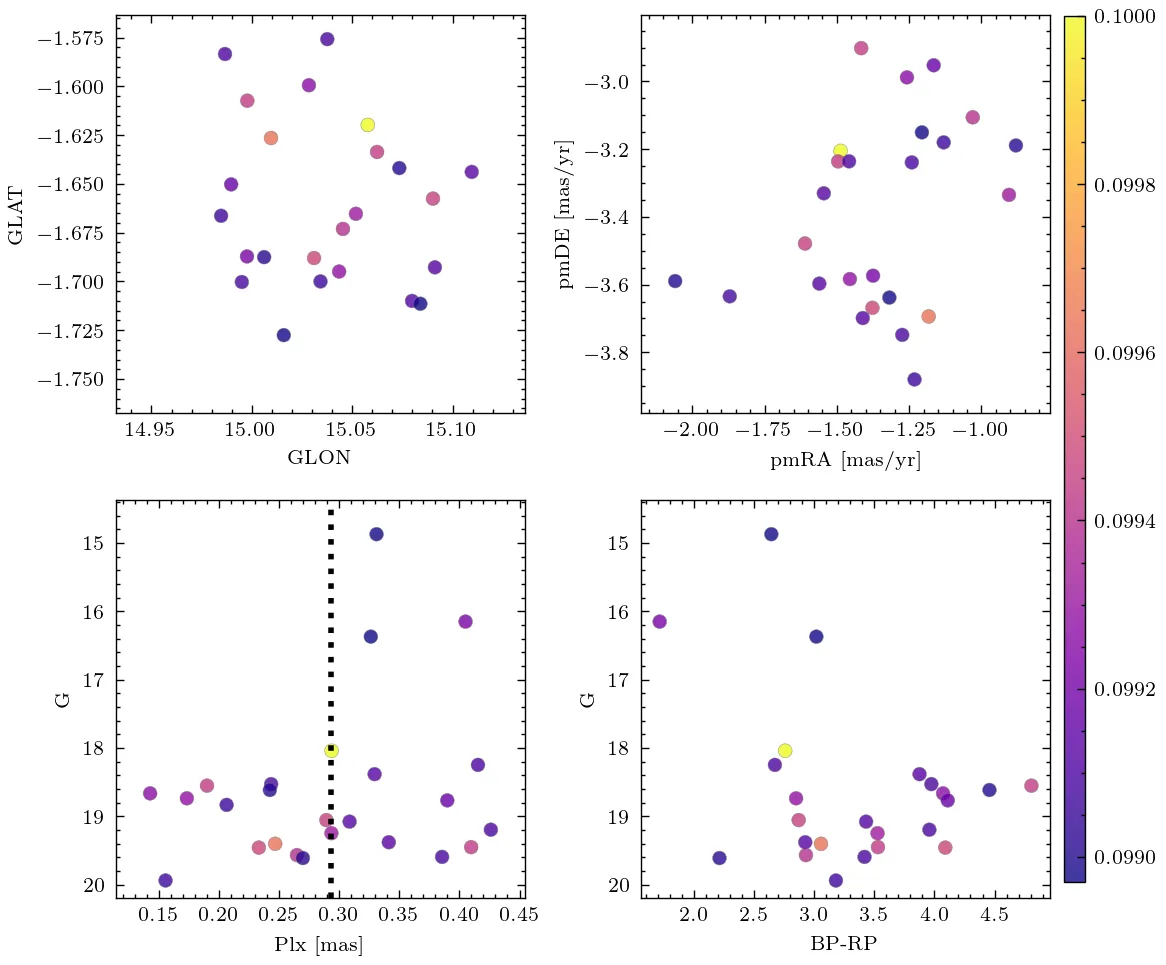 −1.575
−1.600
−1.625
−1.650
−1.675
−1.700
−1.725
−1.750
GLAT
14.95 15.00 15.05 15.10
GLON
−3.0
−3.2
−3.4
−3.6
−3.8
pmDE [mas/yr]
−2.00 −1.75 −1.50 −1.25 −1.00
pmRA [mas/yr]
0.1000
0.0998
0.0996
0.0994
0.0992
0.0990
15
16
17
18
19
20
G
0.15 0.20 0.25 0.30 0.35 0.40 0.45
Plx [mas]
15
16
17
18
19
20
G
2.0 2.5 3.0 3.5 4.0 4.5
BP-RP